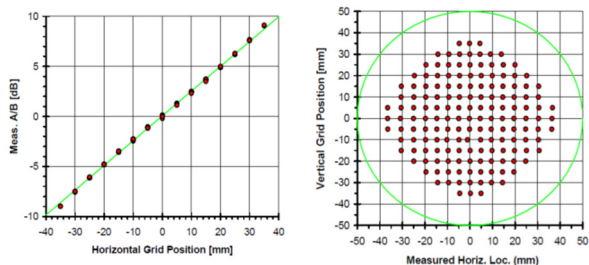 10
5
0
-5
-10
Meas. A/B [dB]
-40 -30 -20 -10 0 10 20 30 40
Horizontal Grid Position [mm]
50
40
30
20
10
0
-10
-20
-30
-40
-50
Vertical Grid Position [mm]
-50 -40 -30 -20 -10 0 10 20 30 40 50
Measured Horiz. Loc. (mm)